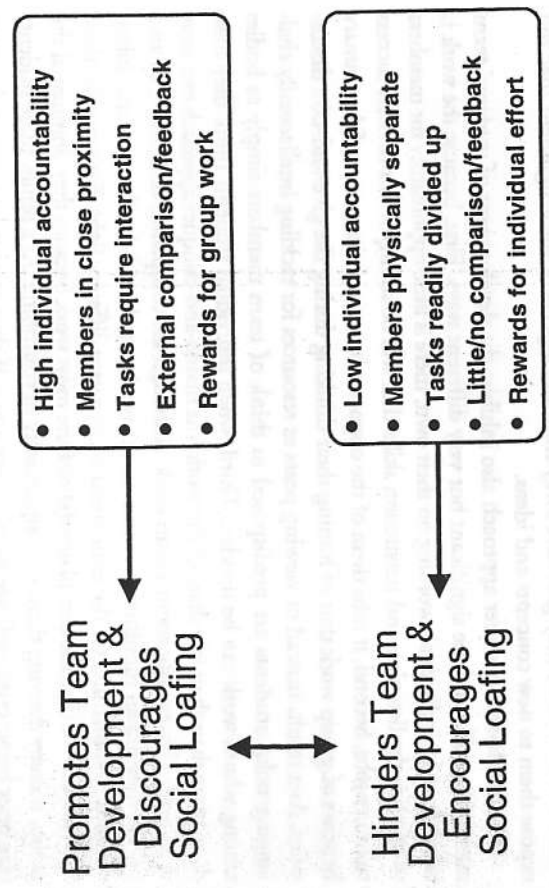 Promotes Team
Development &
Discourages
Social Loafing
• High individual accountability
• Members in close proximity
• Tasks require interaction
• External comparison/feedback
• Rewards for group work
Hinders Team
Development &
Encourages
Social Loafing
• Low individual accountability
• Members physically separate
• Tasks readily divided up
• Little/no comparison/feedback
• Rewards for individual effort